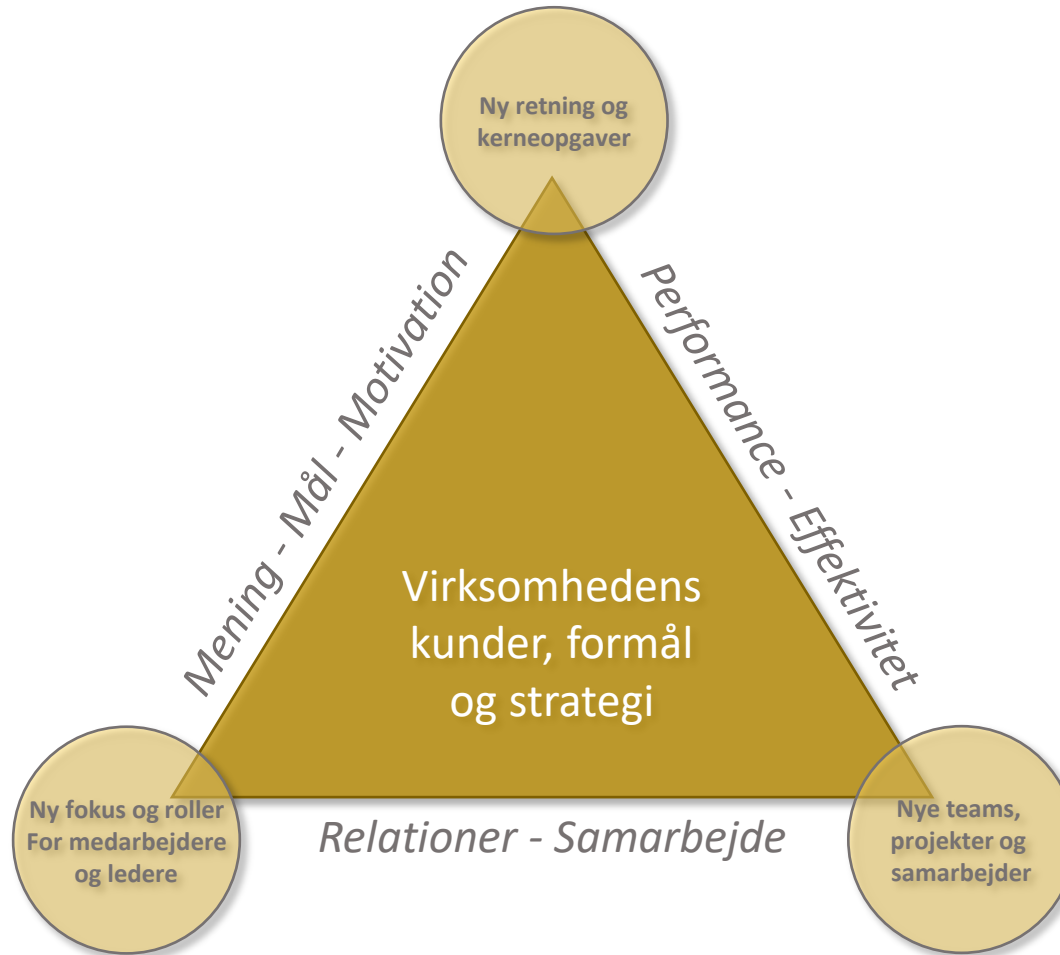 Ny retning og
kerneopgaver
Mening - Mål - Motivation
Performance - Effektivitet
Virksomhedens
kunder, formål
og strategi
Ny fokus og roller
For medarbejdere
og ledere
Relationer - Samarbejde
Nye teams,
projekter og
samarbejder